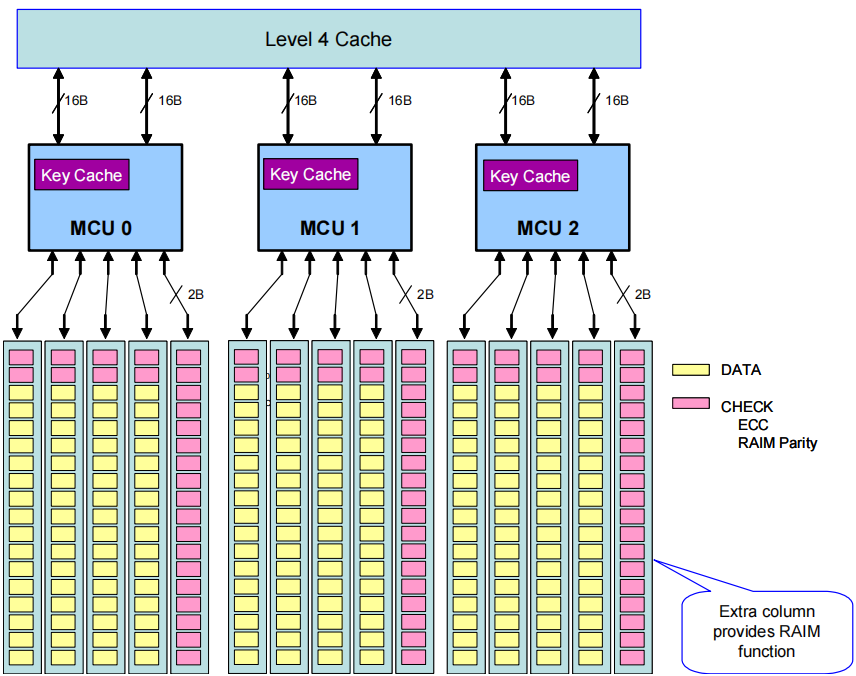 Level 4 Cache
16B
16B
16B
16B
16B
16B
Key Cache
Key Cache
Key Cache
MCU 0
MCU 1
MCU 2
2B
2B
2B
DATA
CHECK
ECC
RAIM Parity
Extra column
provides RAIM
function